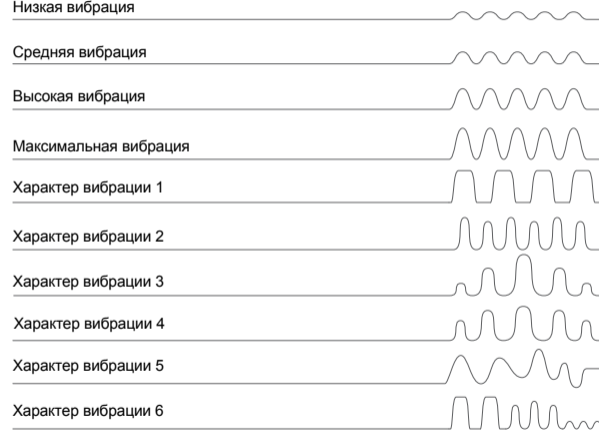 Низкая вибрация
Средняя вибрация
Высокая вибрация
Максимальная вибрация
Характер вибрации 1
Характер вибрации 2
Характер вибрации 3
Характер вибрации 4
Характер вибрации 5
Характер вибрации 6